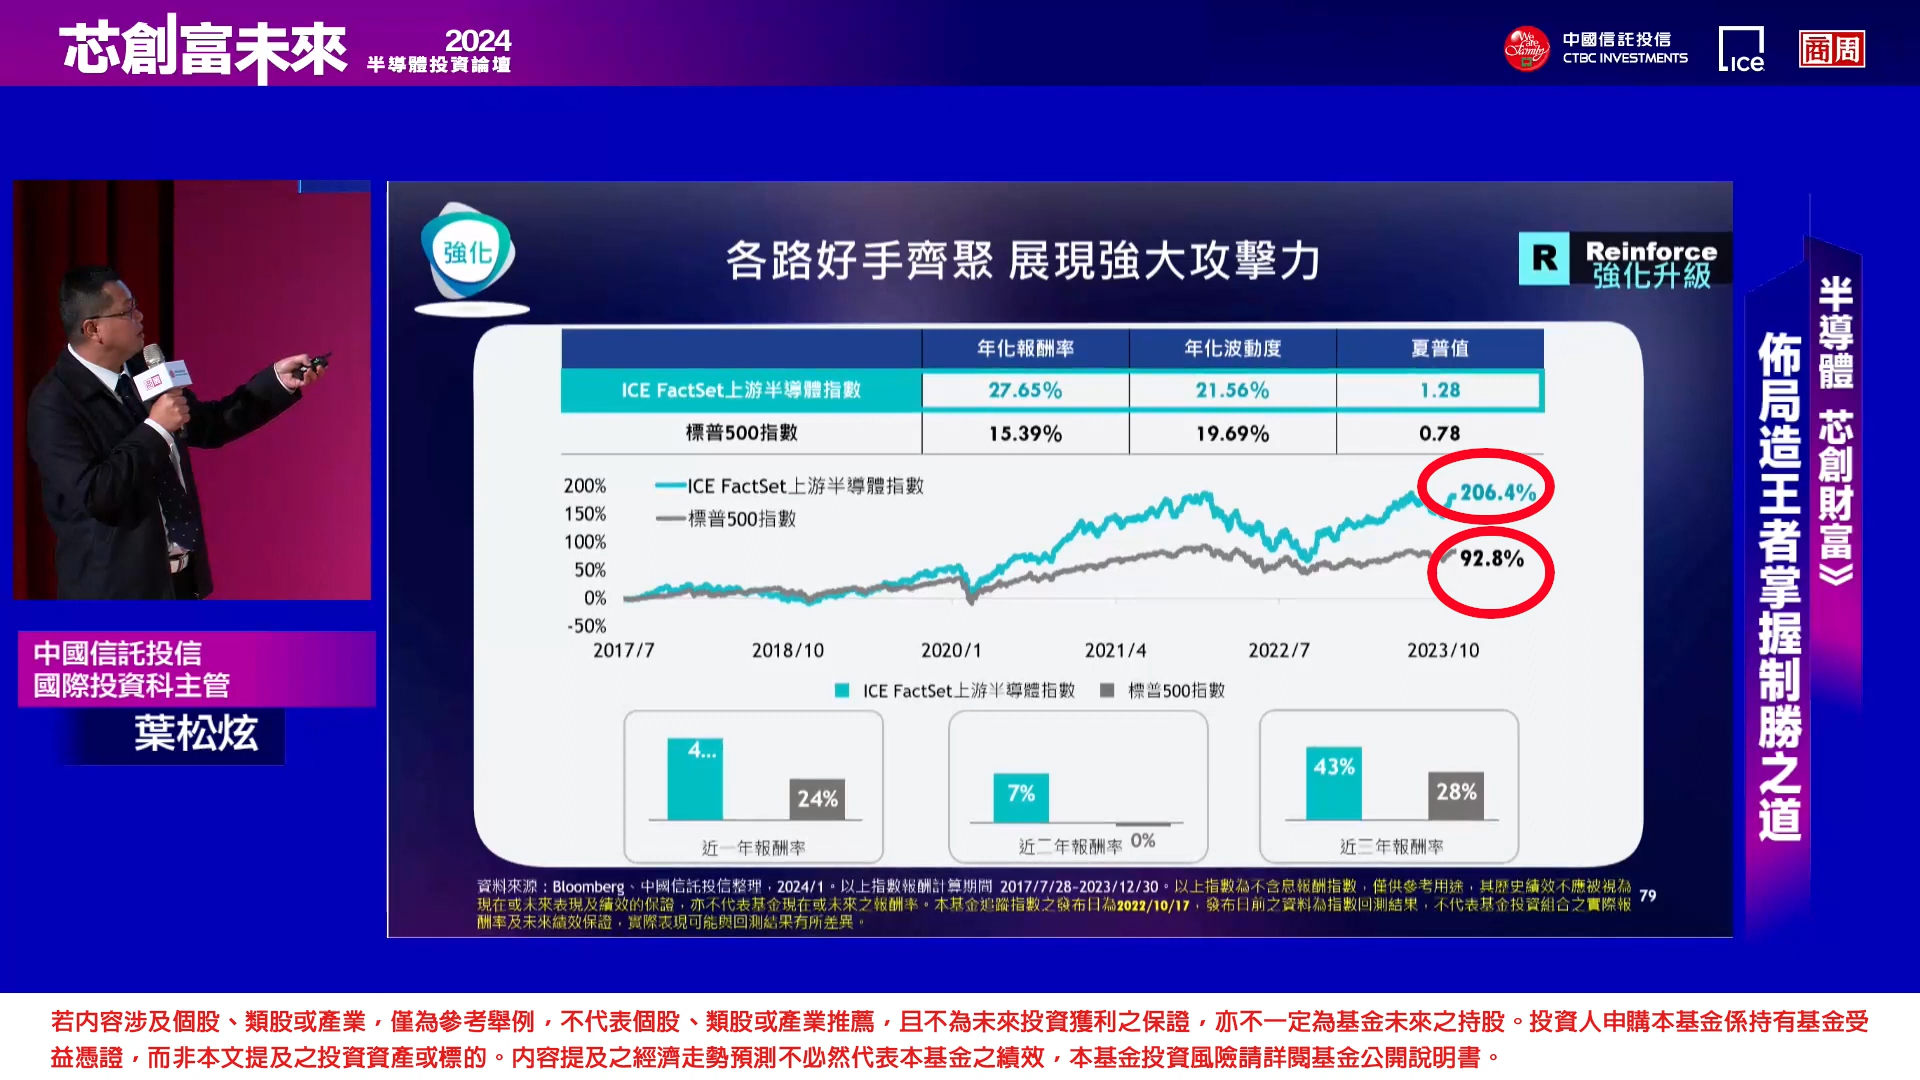 芯創富未來
2024
半導體投資論壇
We are family
中國信託投信
CTBC INVESTMENTS
ice
商周
強化
各路好手齊聚 展現強大攻擊力
R
Reinforce
強化升級
年化報酬率 年化波動度 夏普值
ICE FactSet上游半導體指數 27.65% 21.56% 1.28
標普500指數 15.39% 19.69% 0.78
200%
150%
100%
50%
0%
-50%
ICE FactSet上游半導體指數
標普500指數
206.4%
92.8%
2017/7 2018/10 2020/1 2021/4 2022/7 2023/10
ICE FactSet上游半導體指數 標普500指數
4... 24%
近一年報酬率
7% 0%
近二年報酬率
43% 28%
近三年報酬率
資料來源：Bloomberg、中國信託投信整理，2024/1。以上指數報酬計算期間 2017/7/28-2023/12/30。以上指數為不含息報酬指數，僅供參考用途，其歷史績效不應被視為
現在或未來表現及績效的保證，亦不代表基金現在或未來之報酬率。本基金追蹤指數之發布日為2022/10/17，發布日前之資料為指數回測結果，不代表基金投資組合之實際報
酬率及未來績效保證，實際表現可能與回測結果有所差異。
79
商周
中國信託投信
國際投資科主管
葉松炫
半導體 芯創財富》
佈局造王者掌握制勝之道
若內容涉及個股、類股或產業，僅為參考舉例，不代表個股、類股或產業推薦，且不為未來投資獲利之保證，亦不一定為基金未來之持股。投資人申購本基金係持有基金受
益憑證，而非本文提及之投資資產或標的。內容提及之經濟走勢預測不必然代表本基金之績效，本基金投資風險請詳閱基金公開說明書。